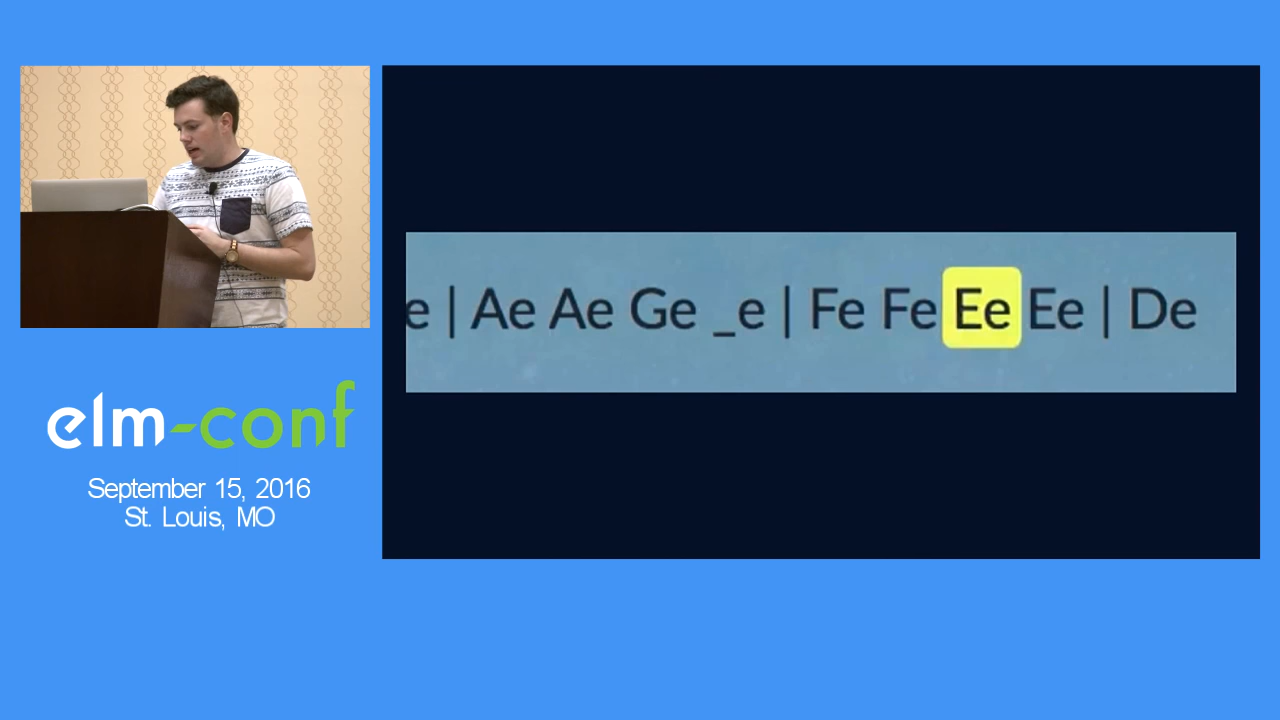 e | Ae Ae Ge _e | Fe Fe Ee Ee | De
elm-conf
September 15, 2016
St. Louis, MO